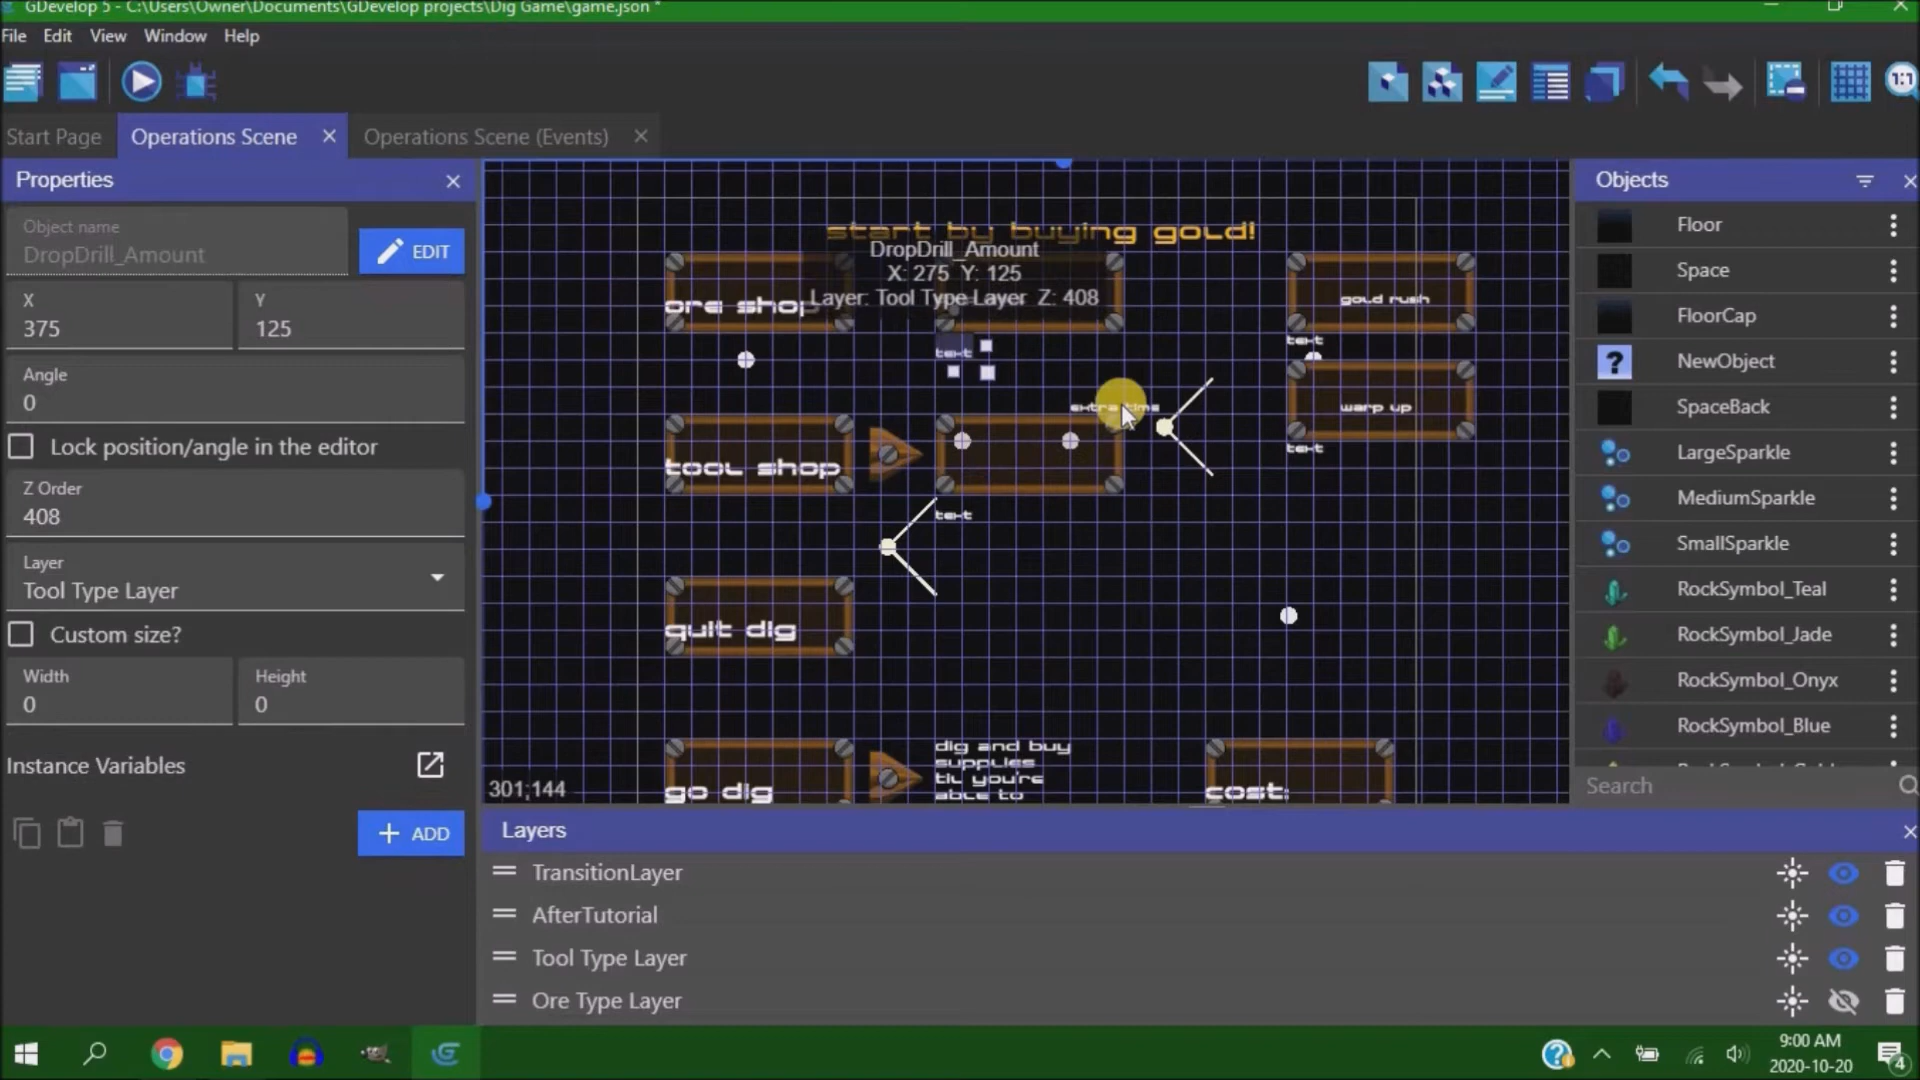 GDevelop 5 - C:\Users\Owner\Documents\GDevelop projects\Dig Game\game.json *
File Edit View Window Help
1:1
Start Page
Operations Scene
Operations Scene (Events)
Properties
Object name
DropDrill_Amount
EDIT
X
375
Y
125
Angle
0
Lock position/angle in the editor
Z Order
408
Layer
Tool Type Layer
Custom size?
Width
0
Height
0
Instance Variables
ADD
start by buying gold!
DropDrill_Amount
X: 275 Y: 125
Layer: Tool Type Layer Z: 408
ore shop
gold rush
text
text
extra time
warp up
text
tool shop
text
quit dig
dig and buy
supplies
til you're
able to
go dig
cost:
301;144
Objects
Floor
Space
FloorCap
NewObject
SpaceBack
LargeSparkle
MediumSparkle
SmallSparkle
RockSymbol_Teal
RockSymbol_Jade
RockSymbol_Onyx
RockSymbol_Blue
Search
Layers
TransitionLayer
AfterTutorial
Tool Type Layer
Ore Type Layer
9:00 AM
2020-10-20
4